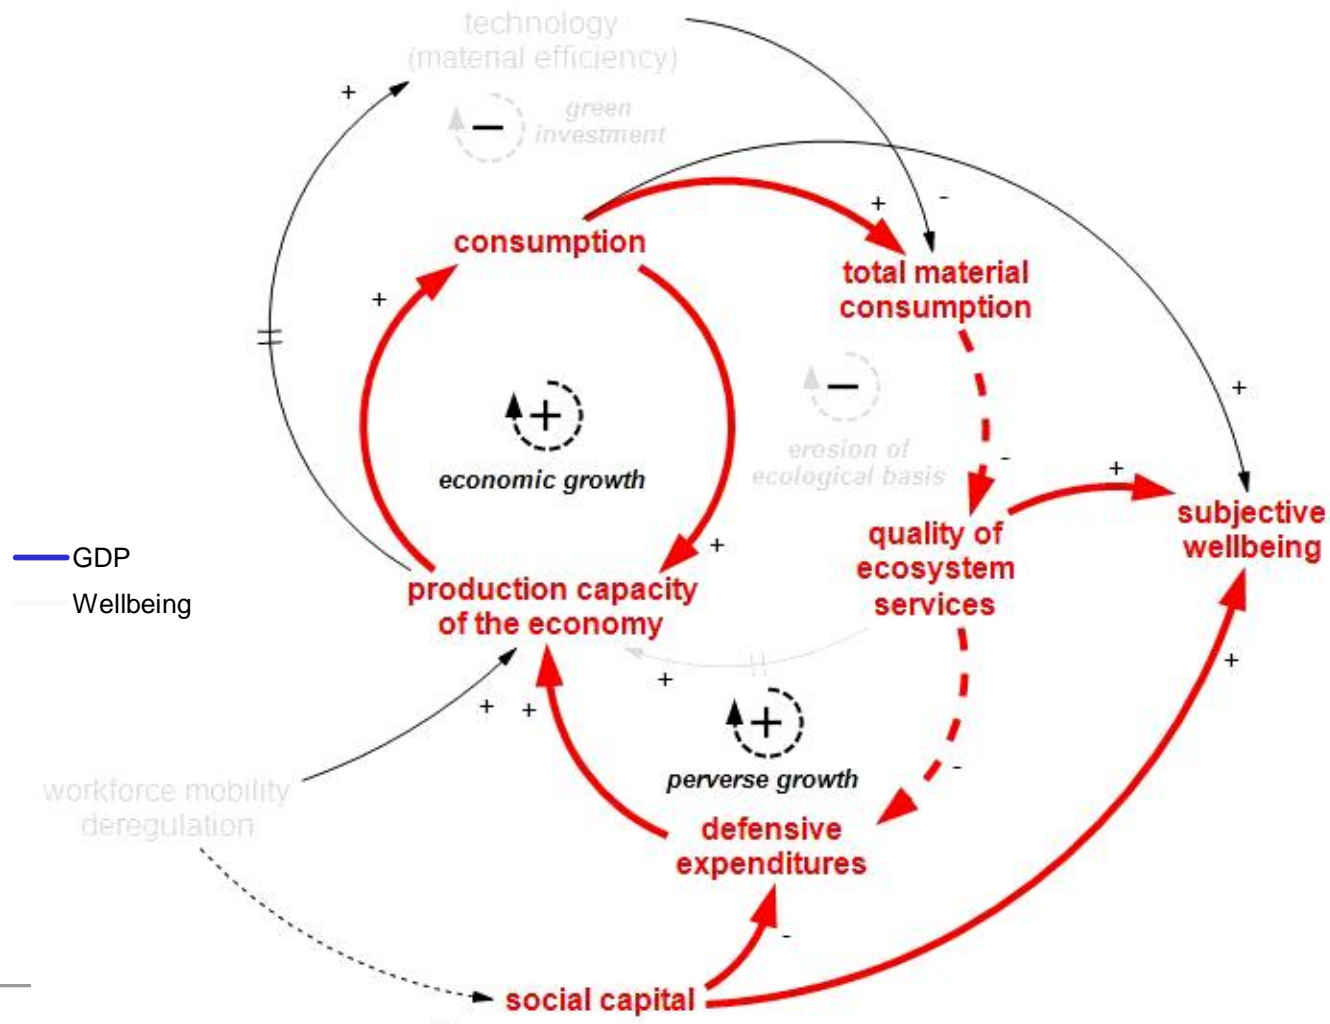 technology
(material efficiency)
+
green
investment
−
+
-
consumption
total material
consumption
+
+
−
+
economic growth
erosion of
ecological basis
-
+
subjective
wellbeing
quality of
ecosystem
services
+
GDP
Wellbeing
production capacity
of the economy
+
+
+
+
+
perverse growth
-
workforce mobility
deregulation
defensive
expenditures
-
social capital